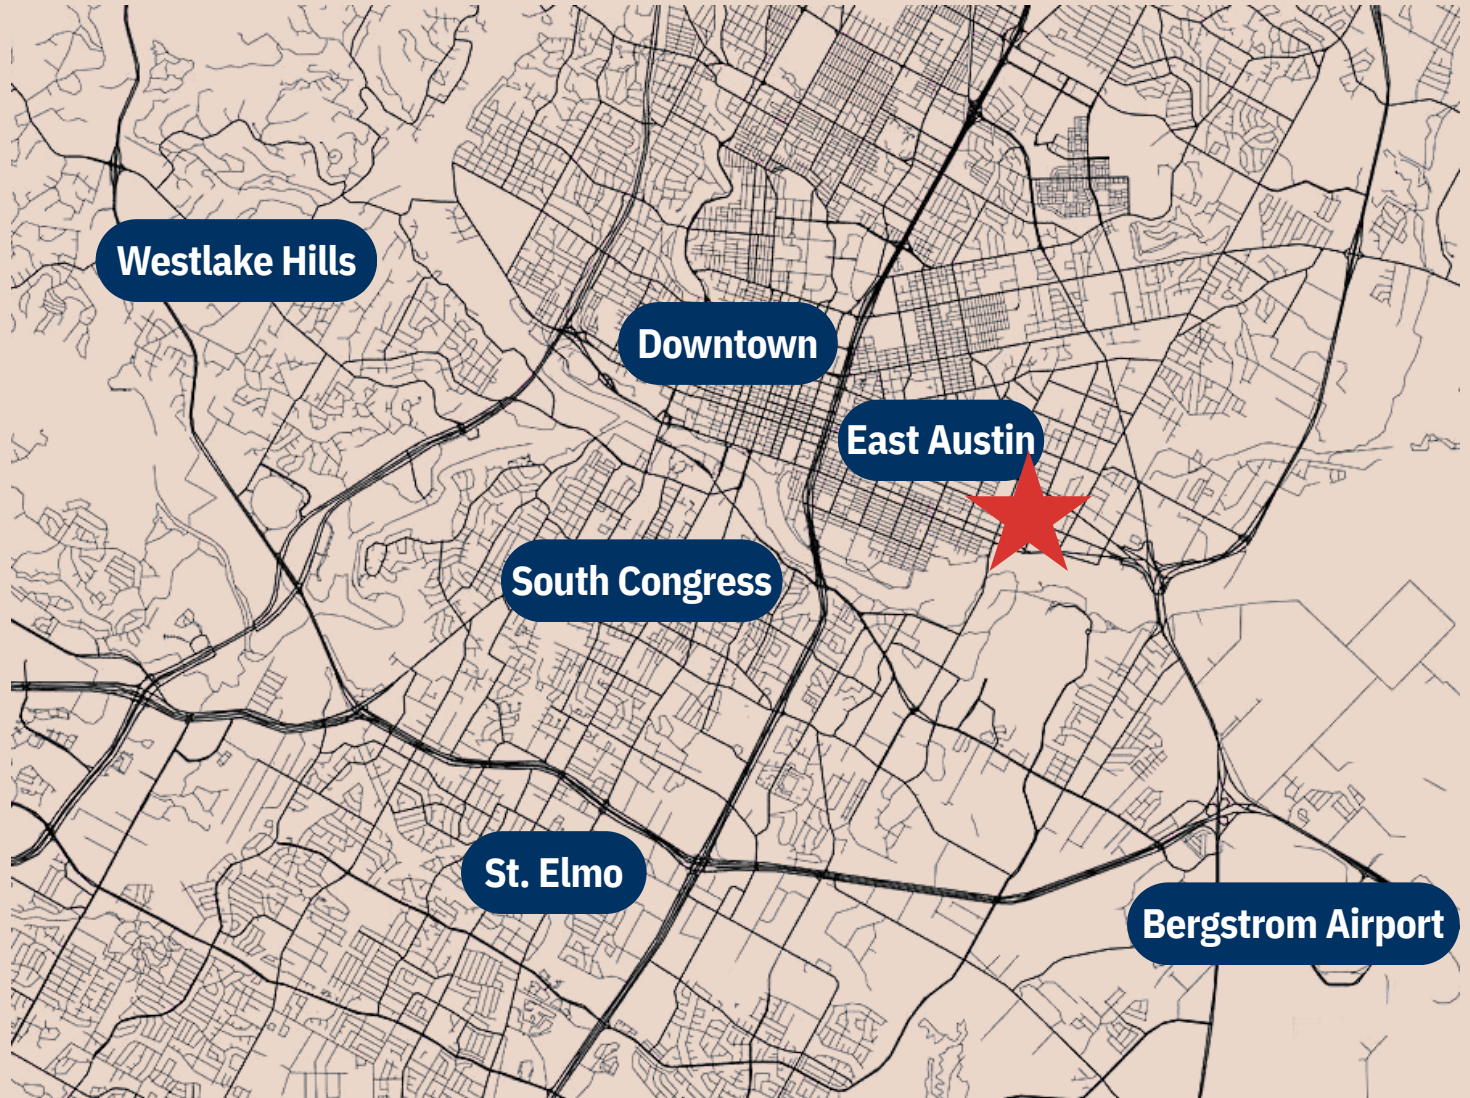 Westlake Hills
Downtown
East Austin
South Congress
St. Elmo
Bergstrom Airport